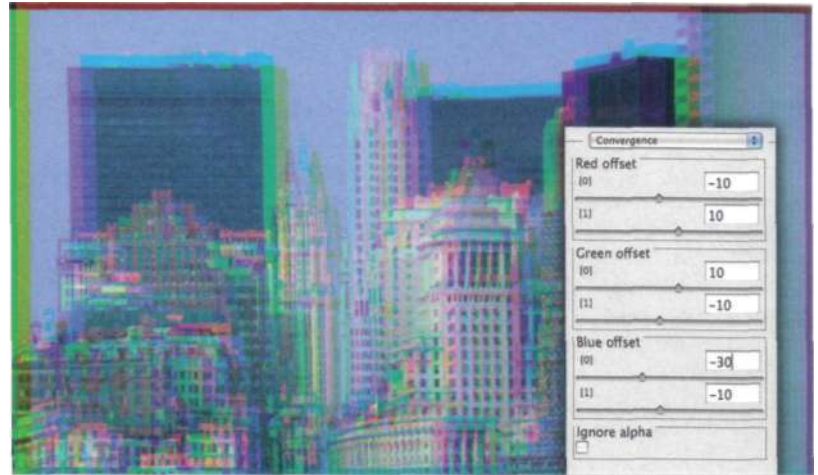 Convergence
Red offset
[0]
-10
[1]
10
Green offset
[0]
10
[1]
-10
Blue offset
[0]
-30
[1]
-10
Ignore alpha